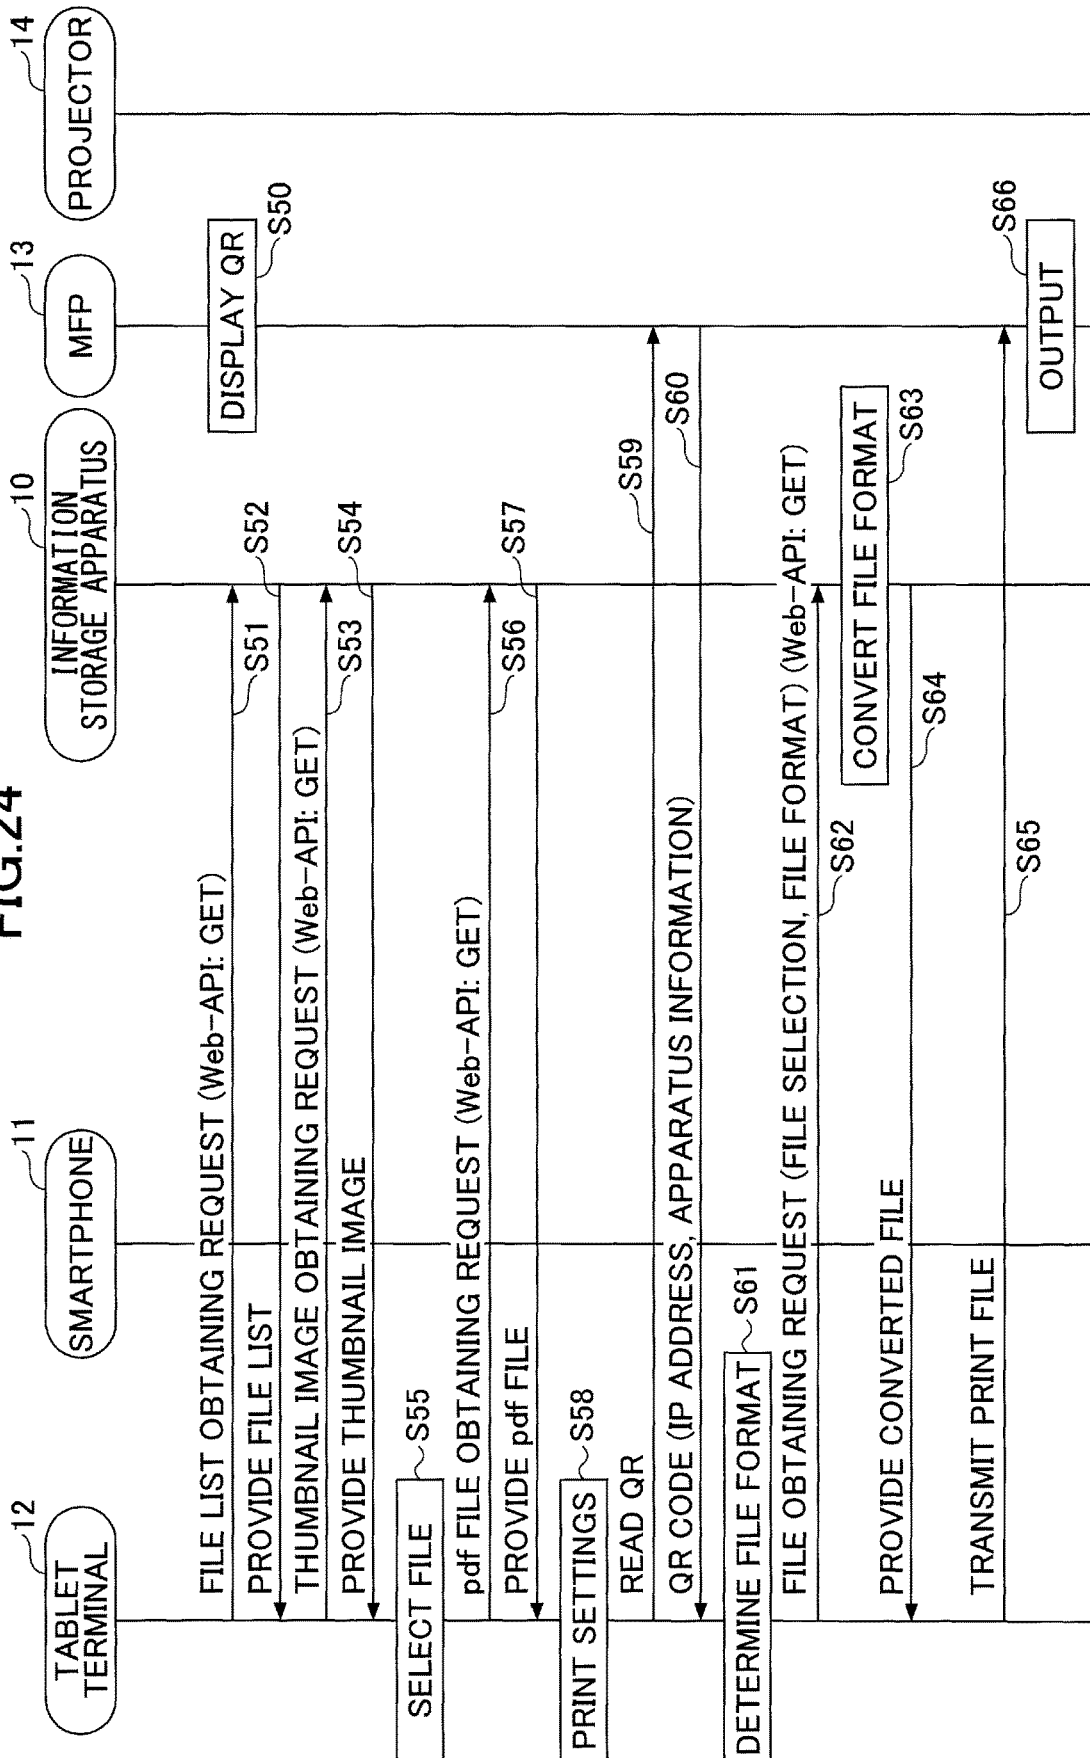 FIG.24
12
TABLET
TERMINAL
11
SMARTPHONE
10
INFORMATION
STORAGE APPARATUS
13
MFP
14
PROJECTOR
DISPLAY QR
S50
FILE LIST OBTAINING REQUEST (Web-API: GET)
S51
PROVIDE FILE LIST
S52
THUMBNAIL IMAGE OBTAINING REQUEST (Web-API: GET)
S53
PROVIDE THUMBNAIL IMAGE
S54
SELECT FILE
S55
pdf FILE OBTAINING REQUEST (Web-API: GET)
S56
PROVIDE pdf FILE
S57
PRINT SETTINGS
S58
READ QR
S59
QR CODE (IP ADDRESS, APPARATUS INFORMATION)
S60
DETERMINE FILE FORMAT
S61
FILE OBTAINING REQUEST (FILE SELECTION, FILE FORMAT) (Web-API: GET)
S62
CONVERT FILE FORMAT
S63
PROVIDE CONVERTED FILE
S64
TRANSMIT PRINT FILE
S65
OUTPUT
S66